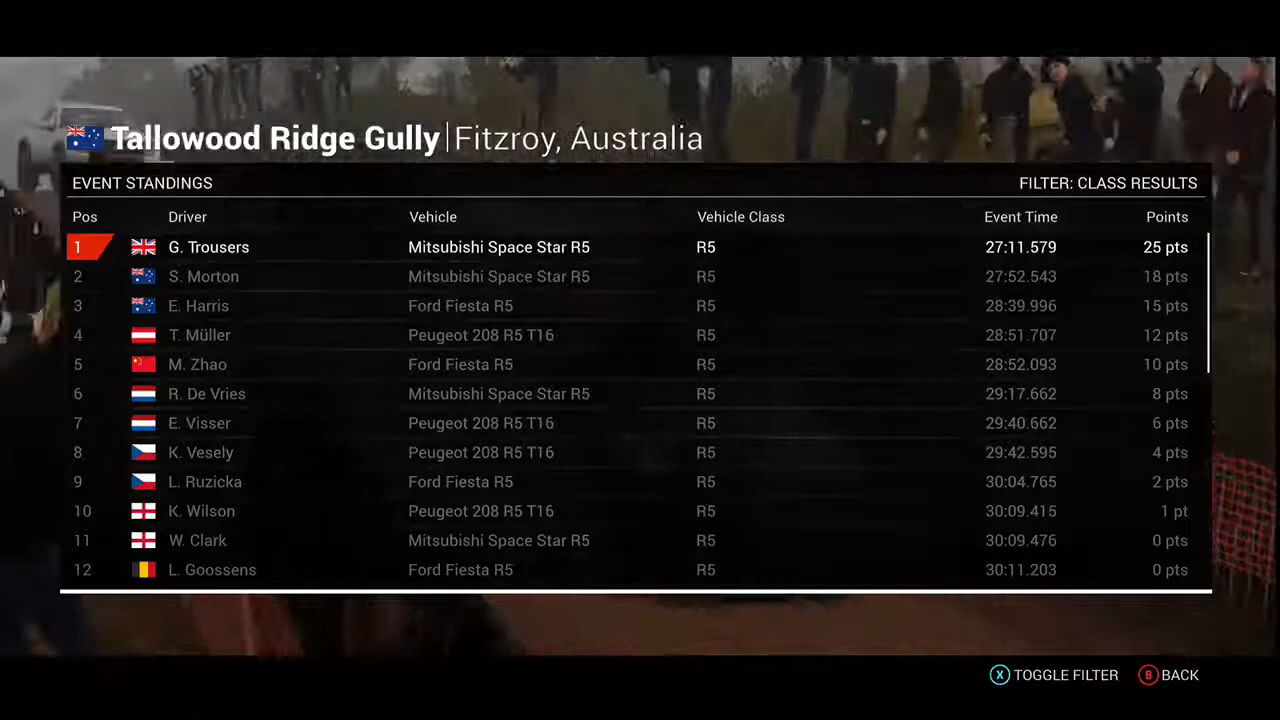 Tallowood Ridge Gully | Fitzroy, Australia
EVENT STANDINGS FILTER: CLASS RESULTS
Pos Driver Vehicle Vehicle Class Event Time Points
1 G. Trousers Mitsubishi Space Star R5 R5 27:11.579 25 pts
2 S. Morton Mitsubishi Space Star R5 R5 27:52.543 18 pts
3 E. Harris Ford Fiesta R5 R5 28:39.996 15 pts
4 T. Müller Peugeot 208 R5 T16 R5 28:51.707 12 pts
5 M. Zhao Ford Fiesta R5 R5 28:52.093 10 pts
6 R. De Vries Mitsubishi Space Star R5 R5 29:17.662 8 pts
7 E. Visser Peugeot 208 R5 T16 R5 29:40.662 6 pts
8 K. Vesely Peugeot 208 R5 T16 R5 29:42.595 4 pts
9 L. Ruzicka Ford Fiesta R5 R5 30:04.765 2 pts
10 K. Wilson Peugeot 208 R5 T16 R5 30:09.415 1 pt
11 W. Clark Mitsubishi Space Star R5 R5 30:09.476 0 pts
12 L. Goossens Ford Fiesta R5 R5 30:11.203 0 pts
X TOGGLE FILTER B BACK